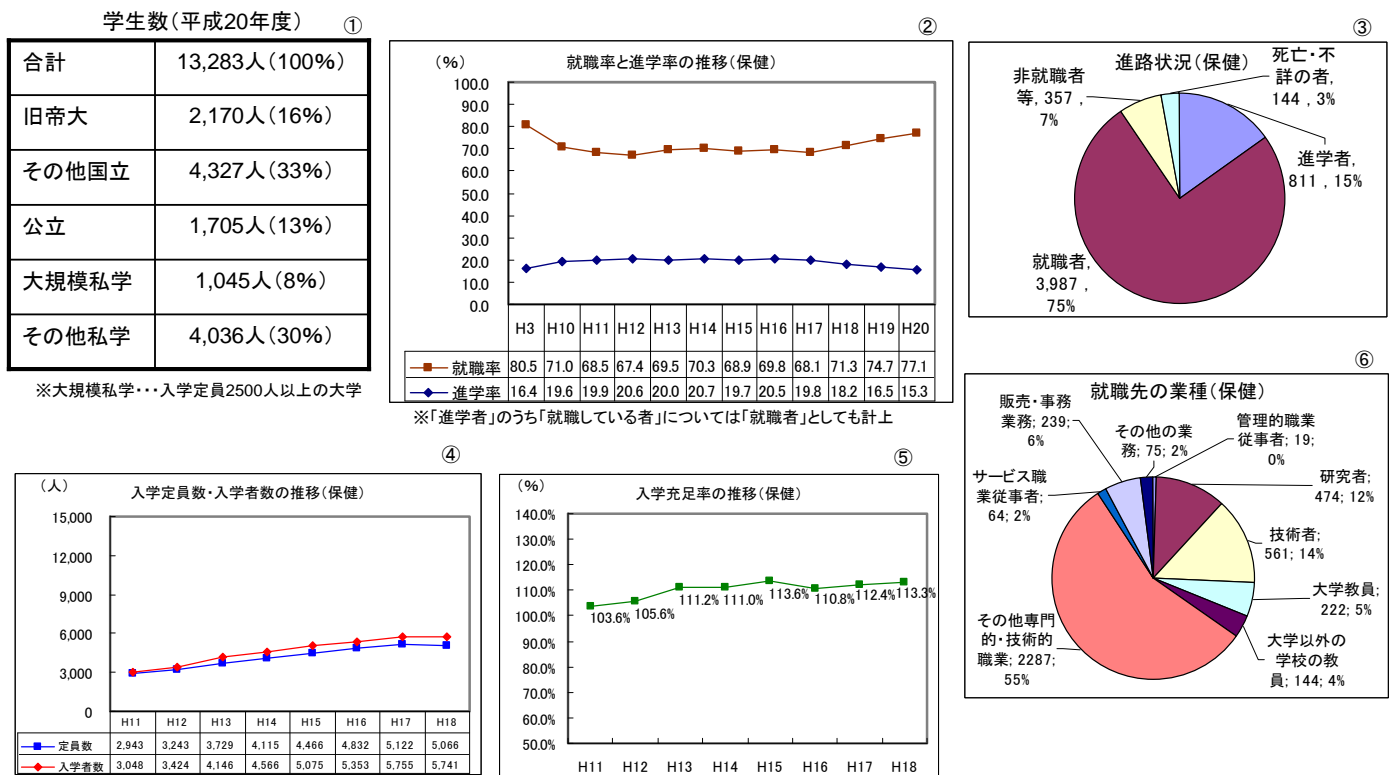 学生数(平成20年度)
①
合計 13,283人(100%)
旧帝大 2,170人(16%)
その他国立 4,327人(33%)
公立 1,705人(13%)
大規模私学 1,045人(8%)
その他私学 4,036人(30%)
※大規模私学・・・入学定員2500人以上の大学
②
(%)
就職率と進学率の推移(保健)
100.0
90.0
80.0
70.0
60.0
50.0
40.0
30.0
20.0
10.0
0.0
H3 H10 H11 H12 H13 H14 H15 H16 H17 H18 H19 H20
就職率 80.5 71.0 68.5 67.4 69.5 70.3 68.9 69.8 68.1 71.3 74.7 77.1
進学率 16.4 19.6 19.9 20.6 20.0 20.7 19.7 20.5 19.8 18.2 16.5 15.3
※「進学者」のうち「就職している者」については「就職者」としても計上
③
進路状況(保健)
死亡・不
詳の者,
144 , 3%
非就職者
等, 357 ,
7%
進学者,
811 , 15%
就職者,
3,987 ,
75%
④
(人)
入学定員数・入学者数の推移(保健)
15,000
12,000
9,000
6,000
3,000
0
H11 H12 H13 H14 H15 H16 H17 H18
定員数 2,943 3,243 3,729 4,115 4,466 4,832 5,122 5,066
入学者数 3,048 3,424 4,146 4,566 5,075 5,353 5,755 5,741
⑤
(%)
入学充足率の推移(保健)
140.0%
130.0%
120.0%
110.0%
100.0%
90.0%
80.0%
70.0%
60.0%
50.0%
103.6% 105.6% 111.2% 111.0% 113.6% 110.8% 112.4% 113.3%
H11 H12 H13 H14 H15 H16 H17 H18
⑥
就職先の業種(保健)
販売・事務
業務; 239;
6%
その他の業
務; 75; 2%
管理的職業
従事者; 19;
0%
サービス職
業従事者;
64; 2%
研究者;
474; 12%
技術者;
561; 14%
大学教員;
222; 5%
大学以外の
学校の教
員; 144; 4%
その他専門
的・技術的
職業; 2287;
55%